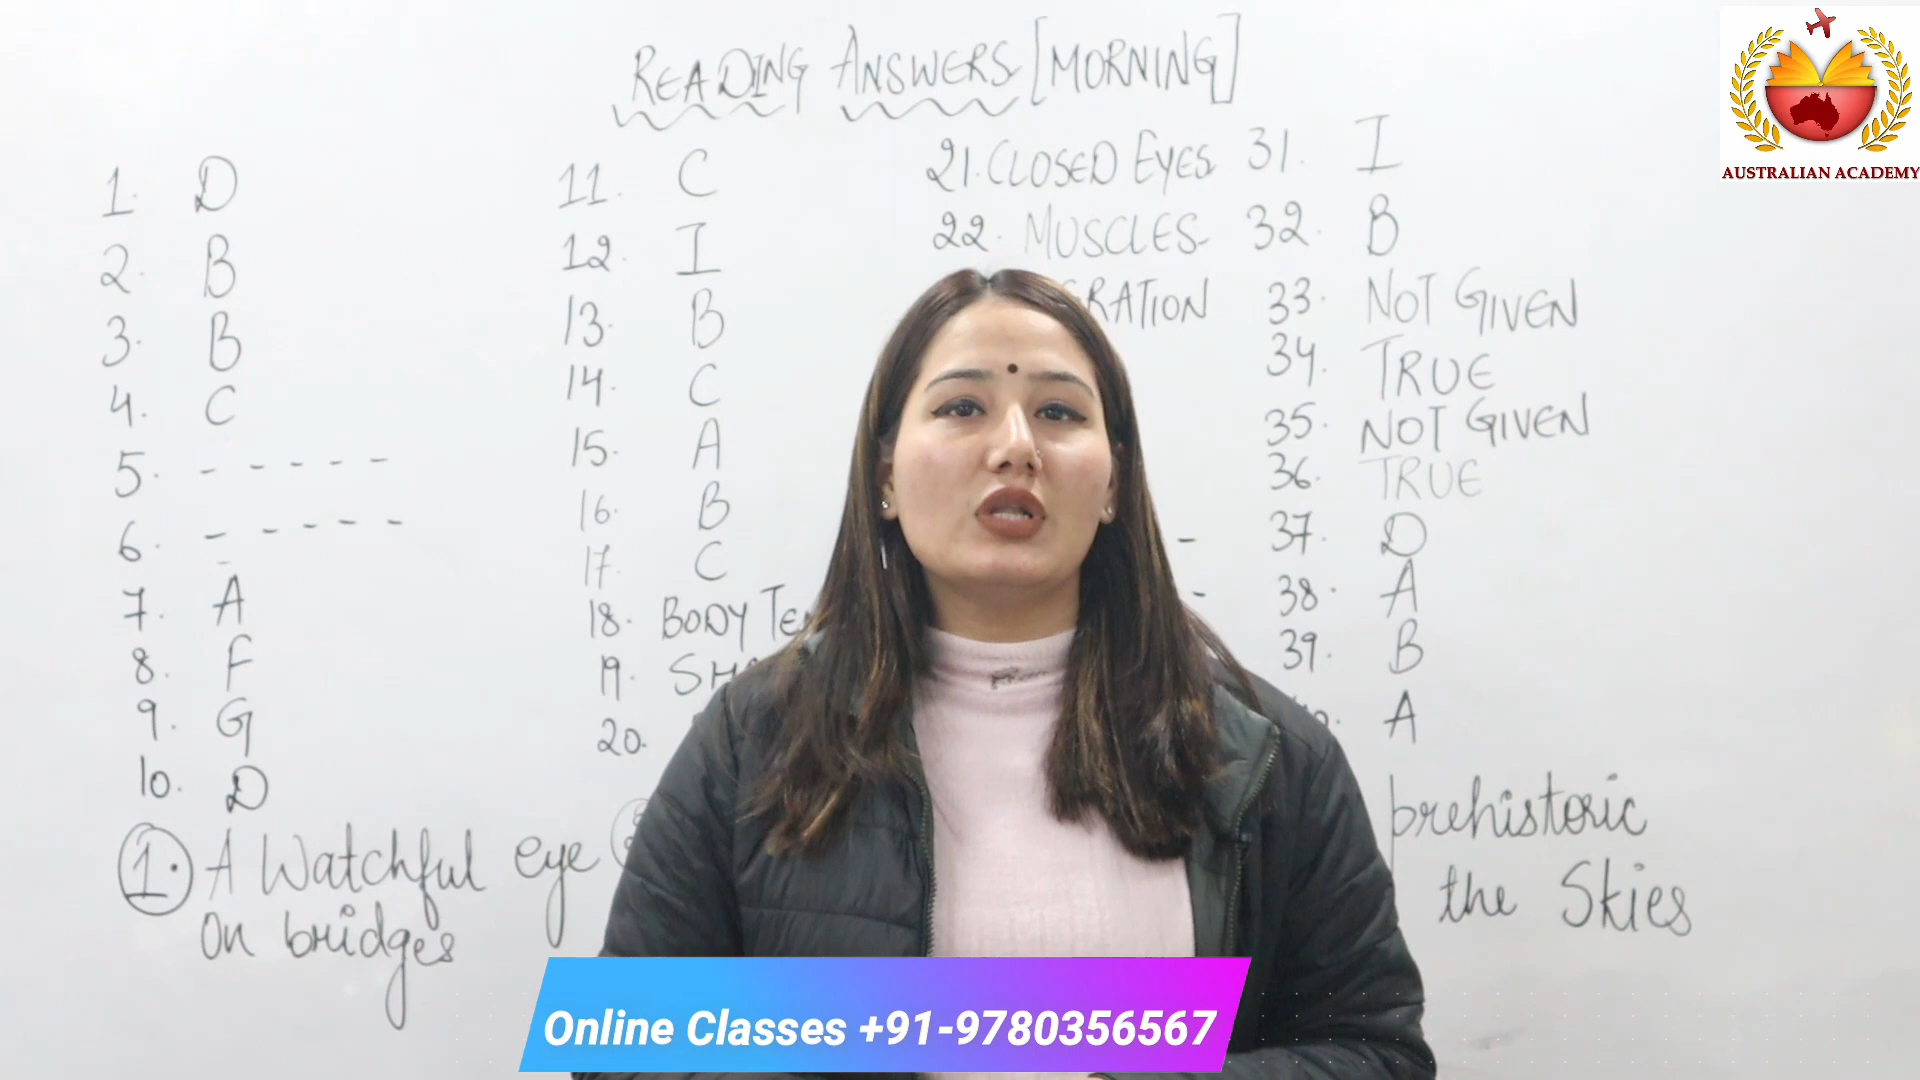 READING ANSWERS [MORNING]
1. D
2. B
3. B
4. C
5. - - - - -
6. - - - - -
7. A
8. F
9. G
10. D
11. C
12. I
13. B
14. C
15. A
16. B
17. C
18. BODY
19.
20.
21. CLOSED EYES
22. MUSCLES
31. I
32. B
33. NOT GIVEN
34. TRUE
35. NOT GIVEN
36. TRUE
37. D
38. A
39. B
A
1. A Watchful eye
On bridges
prehistoric
the Skies
AUSTRALIAN ACADEMY
Online Classes +91-9780356567